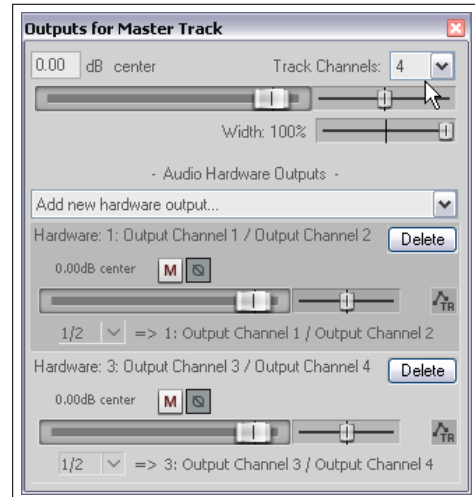 Outputs for Master Track
0.00 dB center Track Channels: 4
Width: 100%
- Audio Hardware Outputs -
Add new hardware output...
Hardware: 1: Output Channel 1 / Output Channel 2 Delete
0.00dB center M
TR
1/2 => 1: Output Channel 1 / Output Channel 2
Hardware: 3: Output Channel 3 / Output Channel 4 Delete
0.00dB center M
TR
1/2 => 3: Output Channel 3 / Output Channel 4